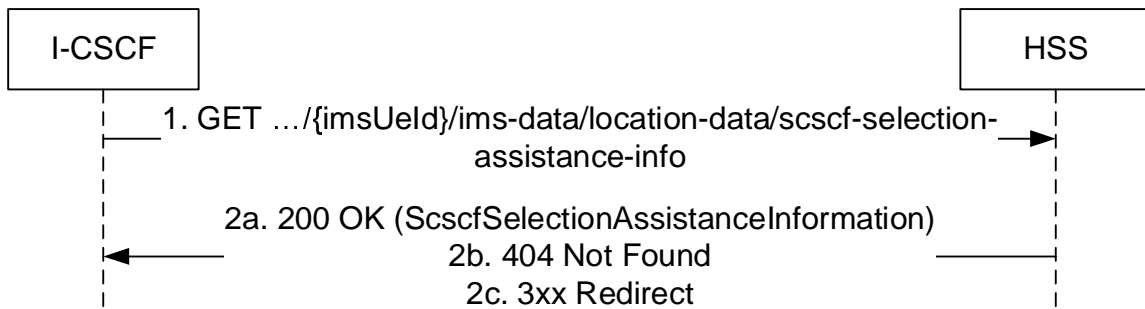 I-CSCF
HSS
1. GET …/{imsUeId}/ims-data/location-data/scscf-selection-
assistance-info
2a. 200 OK (ScscfSelectionAssistanceInformation)
2b. 404 Not Found
2c. 3xx Redirect